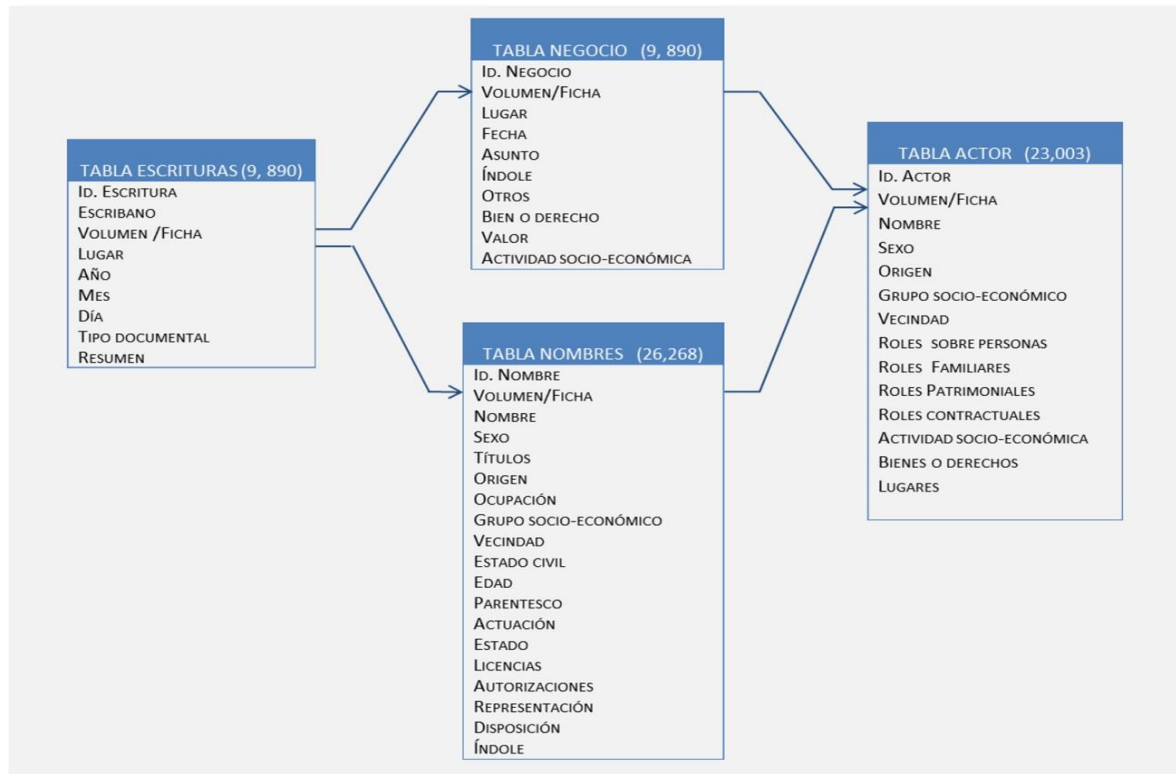 TABLA ESCRITURAS (9, 890)
ID. ESCRITURA
ESCRIBANO
VOLUMEN /FICHA
LUGAR
AÑO
MES
DÍA
TIPO DOCUMENTAL
RESUMEN
TABLA NEGOCIO (9, 890)
ID. NEGOCIO
VOLUMEN/FICHA
LUGAR
FECHA
ASUNTO
ÍNDOLE
OTROS
BIEN O DERECHO
VALOR
ACTIVIDAD SOCIO-ECONÓMICA
TABLA NOMBRES (26,268)
ID. NOMBRE
VOLUMEN/FICHA
NOMBRE
SEXO
TÍTULOS
ORIGEN
OCUPACIÓN
GRUPO SOCIO-ECONÓMICO
VECINDAD
ESTADO CIVIL
EDAD
PARENTESCO
ACTUACIÓN
ESTADO
LICENCIAS
AUTORIZACIONES
REPRESENTACIÓN
DISPOSICIÓN
ÍNDOLE
TABLA ACTOR (23,003)
ID. ACTOR
VOLUMEN/FICHA
NOMBRE
SEXO
ORIGEN
GRUPO SOCIO-ECONÓMICO
VECINDAD
ROLES SOBRE PERSONAS
ROLES FAMILIARES
ROLES PATRIMONIALES
ROLES CONTRACTUALES
ACTIVIDAD SOCIO-ECONÓMICA
BIENES O DERECHOS
LUGARES